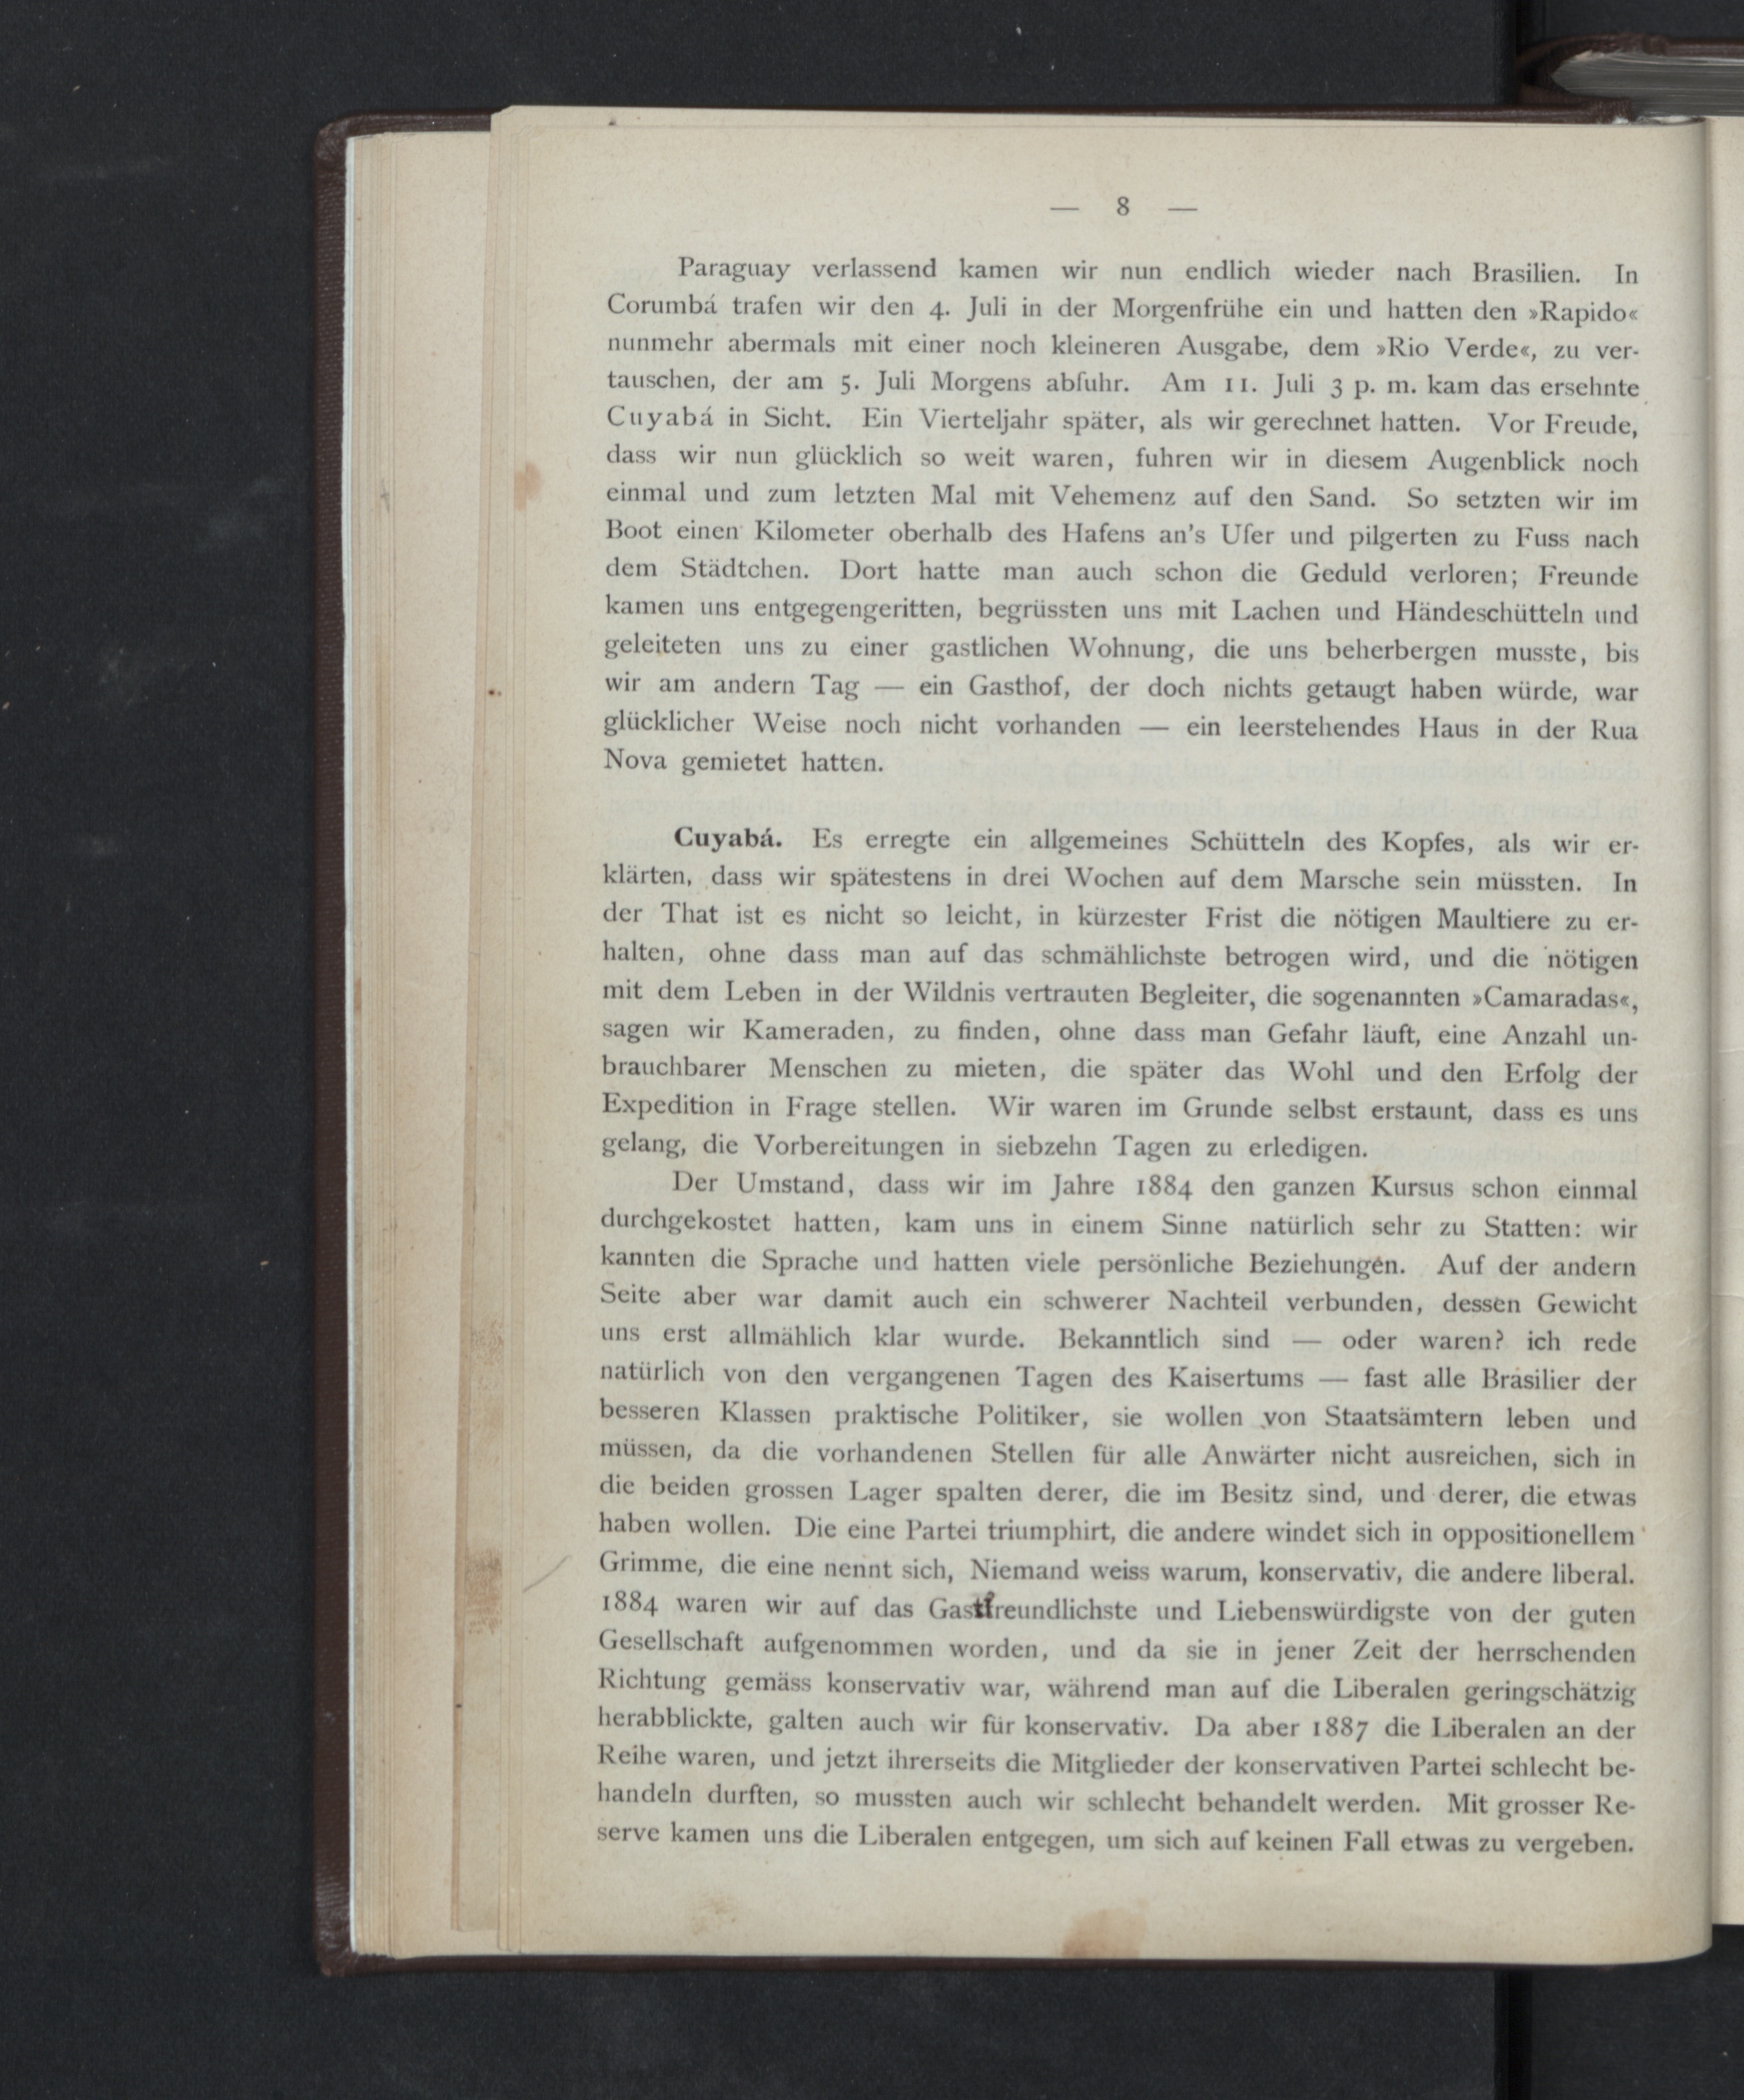 — 8 —
Paraguay verlassend kamen wir nun endlich wieder nach Brasilien. In
Corumbá trafen wir den 4. Juli in der Morgenfrühe ein und hatten den »Rapido«
nunmehr abermals mit einer noch kleineren Ausgabe, dem »Rio Verde«, zu ver-
tauschen, der am 5. Juli Morgens abfuhr. Am 11. Juli 3 p. m. kam das ersehnte
Cuyabá in Sicht. Ein Vierteljahr später, als wir gerechnet hatten. Vor Freude,
dass wir nun glücklich so weit waren, fuhren wir in diesem Augenblick noch
einmal und zum letzten Mal mit Vehemenz auf den Sand. So setzten wir im
Boot einen Kilometer oberhalb des Hafens an's Ufer und pilgerten zu Fuss nach
dem Städtchen. Dort hatte man auch schon die Geduld verloren; Freunde
kamen uns entgegengeritten, begrüssten uns mit Lachen und Händeschütteln und
geleiteten uns zu einer gastlichen Wohnung, die uns beherbergen musste, bis
wir am andern Tag — ein Gasthof, der doch nichts getaugt haben würde, war
glücklicher Weise noch nicht vorhanden — ein leerstehendes Haus in der Rua
Nova gemietet hatten.
Cuyabá. Es erregte ein allgemeines Schütteln des Kopfes, als wir er-
klärten, dass wir spätestens in drei Wochen auf dem Marsche sein müssten. In
der That ist es nicht so leicht, in kürzester Frist die nötigen Maultiere zu er-
halten, ohne dass man auf das schmählichste betrogen wird, und die nötigen
mit dem Leben in der Wildnis vertrauten Begleiter, die sogenannten »Camaradas«,
sagen wir Kameraden, zu finden, ohne dass man Gefahr läuft, eine Anzahl un-
brauchbarer Menschen zu mieten, die später das Wohl und den Erfolg der
Expedition in Frage stellen. Wir waren im Grunde selbst erstaunt, dass es uns
gelang, die Vorbereitungen in siebzehn Tagen zu erledigen.
Der Umstand, dass wir im Jahre 1884 den ganzen Kursus schon einmal
durchgekostet hatten, kam uns in einem Sinne natürlich sehr zu Statten: wir
kannten die Sprache und hatten viele persönliche Beziehungen. Auf der andern
Seite aber war damit auch ein schwerer Nachteil verbunden, dessen Gewicht
uns erst allmählich klar wurde. Bekanntlich sind — oder waren? ich rede
natürlich von den vergangenen Tagen des Kaisertums — fast alle Brasilier der
besseren Klassen praktische Politiker, sie wollen von Staatsämtern leben und
müssen, da die vorhandenen Stellen für alle Anwärter nicht ausreichen, sich in
die beiden grossen Lager spalten derer, die im Besitz sind, und derer, die etwas
haben wollen. Die eine Partei triumphirt, die andere windet sich in oppositionellem
Grimme, die eine nennt sich, Niemand weiss warum, konservativ, die andere liberal.
1884 waren wir auf das Gastfreundlichste und Liebenswürdigste von der guten
Gesellschaft aufgenommen worden, und da sie in jener Zeit der herrschenden
Richtung gemäss konservativ war, während man auf die Liberalen geringschätzig
herabblickte, galten auch wir für konservativ. Da aber 1887 die Liberalen an der
Reihe waren, und jetzt ihrerseits die Mitglieder der konservativen Partei schlecht be-
handeln durften, so mussten auch wir schlecht behandelt werden. Mit grosser Re-
serve kamen uns die Liberalen entgegen, um sich auf keinen Fall etwas zu vergeben.